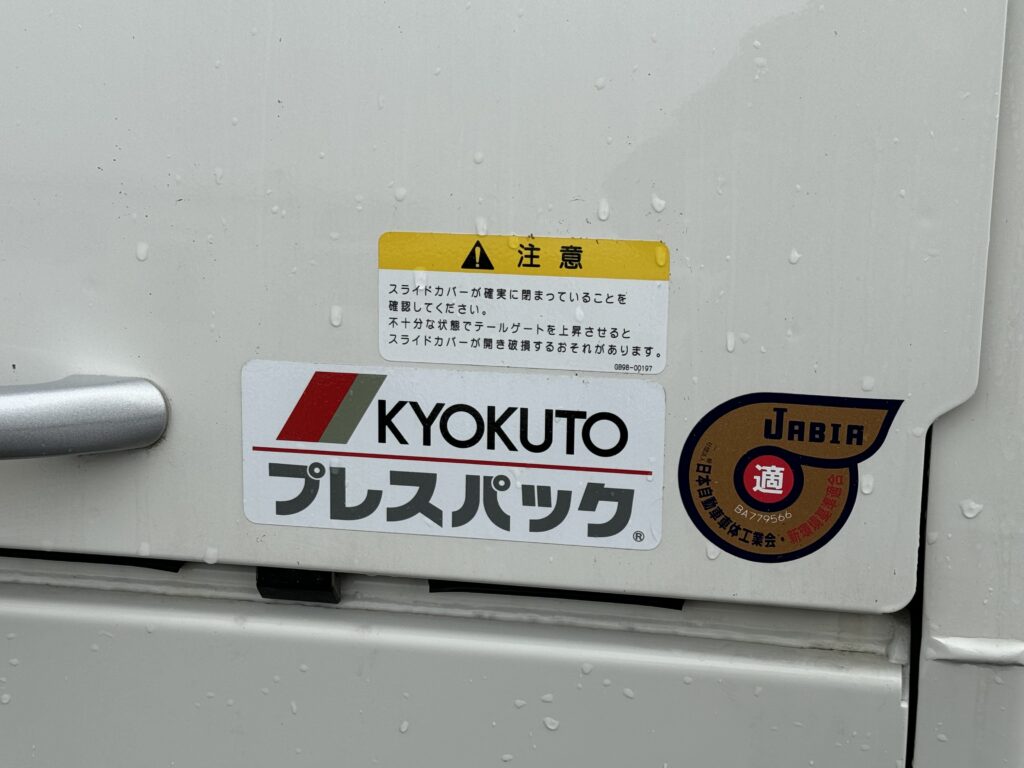 注意
スライドカバーが確実に閉まっていることを
確認してください。
不十分な状態でテールゲートを上昇させると
スライドカバーが開き破損するおそれがあります。
GB98-00197
KYOKUTO
プレスパック®
JABIA
適
BA779566
日本自動車車体工業会・